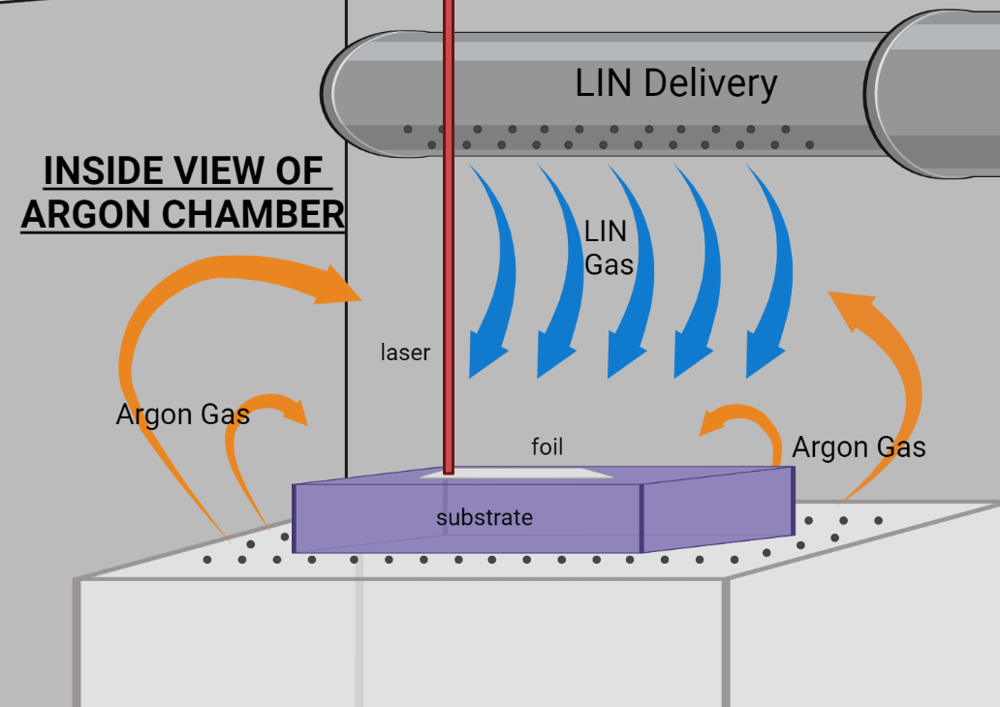 LIN Delivery
INSIDE VIEW OF
ARGON CHAMBER
LIN
Gas
laser
Argon Gas
foil
Argon Gas
substrate